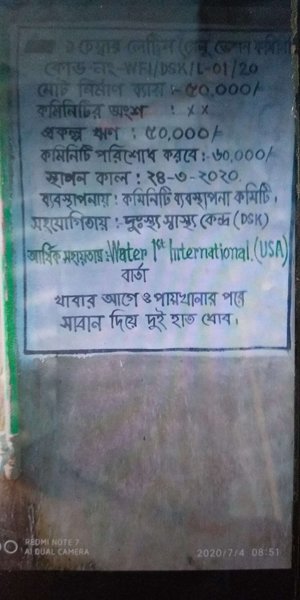 ও কেয়ার লেট্রিন
কোড নং-WFI/DSK/L-01/20
মোট নির্মাণ ব্যয় :- ৫০,০০০/-
কমিনিটির অংশ : x x
প্রকল্প ঋণ : ৫০,০০০/-
কমিনিটি পরিশোধ করবে :- ৬০,০০০/
স্থাপন কাল : ২৪-৩-২০২০.
ব্যবস্থাপনায় : কমিনিটি ব্যবস্থাপনা কমিটি.
সহযোগিতায় : দুঃস্থ্য স্বাস্থ্য কেন্দ্র (DSK)
আর্থিক সহায়তায় :- Water 1st International. (USA)
বার্তা
খাবার আগে ও পায়খানার পরে
সাবান দিয়ে দুই হাত ধোব।
REDMI NOTE 7
AI DUAL CAMERA
2020/7/4 08:51